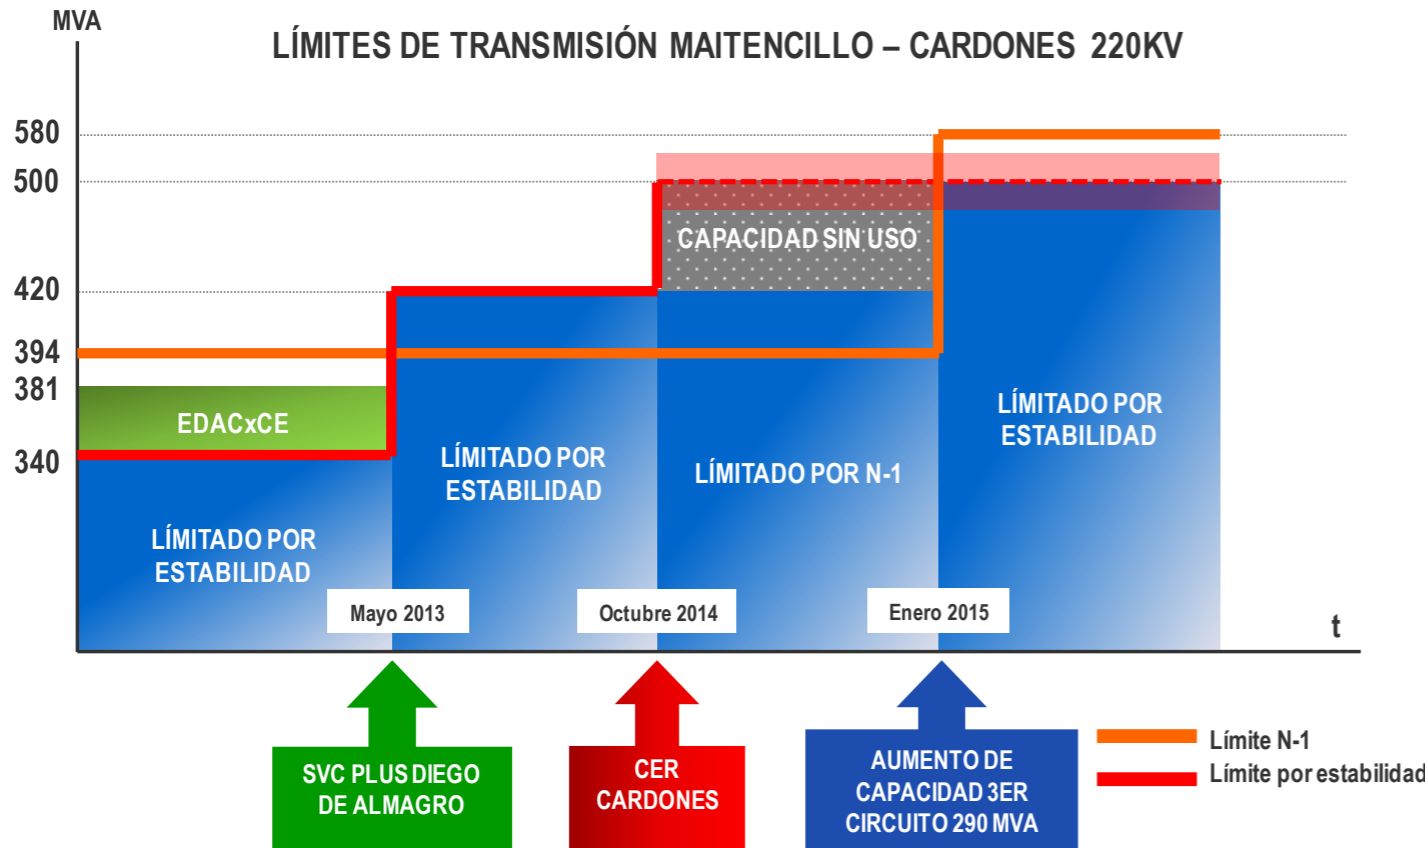 MVA
LÍMITES DE TRANSMISIÓN MAITENCILLO – CARDONES 220KV
580
500
420
394
381
340
CAPACIDAD SIN USO
EDACxCE
LÍMITADO POR
ESTABILIDAD
LÍMITADO POR
ESTABILIDAD
LÍMITADO POR N-1
LÍMITADO POR
ESTABILIDAD
Mayo 2013
Octubre 2014
Enero 2015
t
SVC PLUS DIEGO
DE ALMAGRO
CER
CARDONES
AUMENTO DE
CAPACIDAD 3ER
CIRCUITO 290 MVA
Límite N-1
Límite por estabilidad